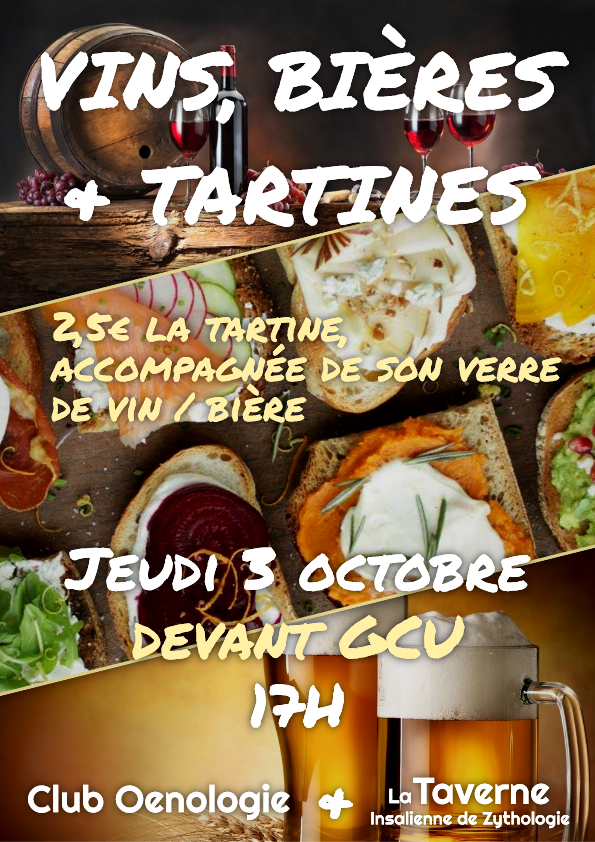 VINS, BIÈRES
& TARTINES
2,5€ LA TARTINE,
ACCOMPAGNÉE DE SON VERRE
DE VIN / BIÈRE
JEUDI 3 OCTOBRE
DEVANT GCU
17H
Club Oenologie & La Taverne
Insalienne de Zythologie